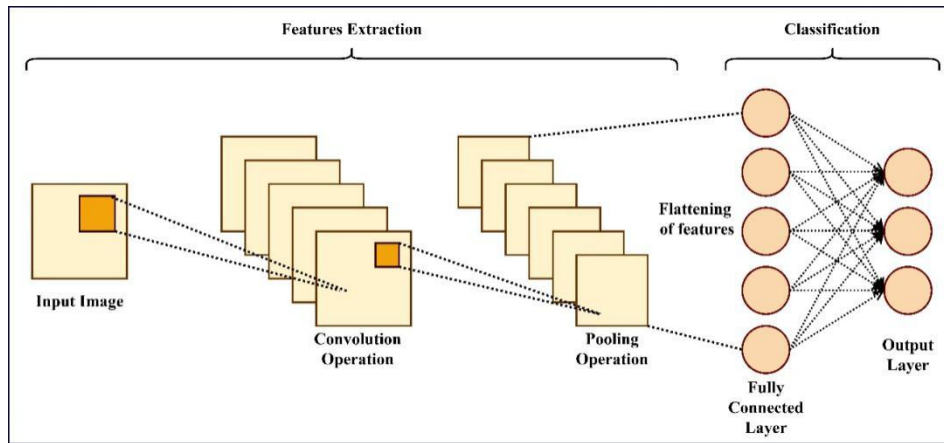 Features Extraction
Classification
Input Image
Convolution
Operation
Pooling
Operation
Flattening
of features
Fully
Connected
Layer
Output
Layer